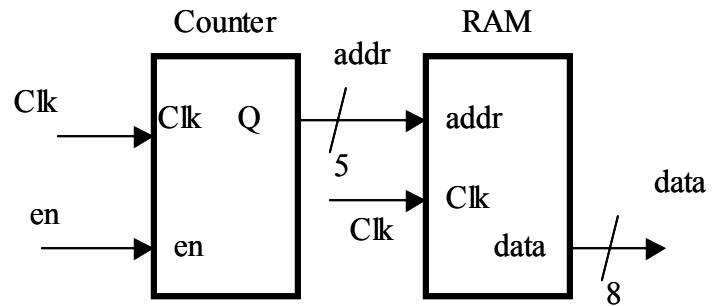 Counter
RAM
addr
Clk
Clk Q
addr
5
Clk
Clk
data
en
en
data
8